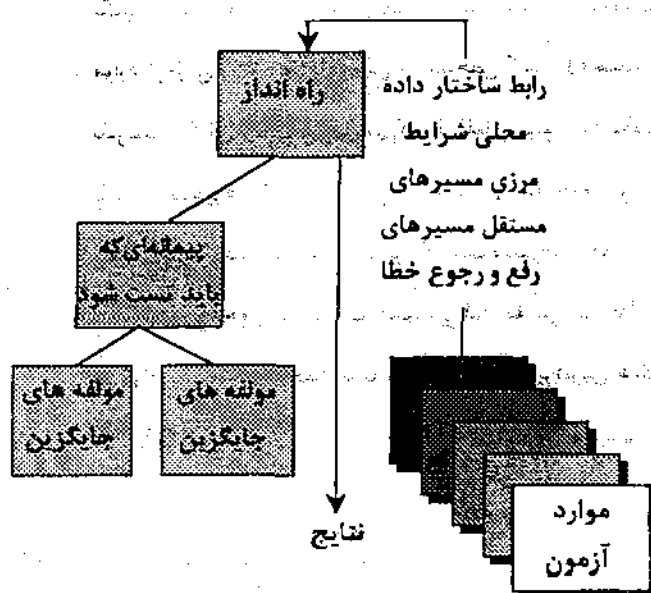 راه انداز
رابط ساختار داده
محلی شرایط
مرزی مسیرهای
مستقل مسیرهای
رفع و رجوع خطا
پیمانه‌ای که
باید تست شود
مولفه های
جایگزین
مولفه های
جایگزین
نتایج
موارد
آزمون